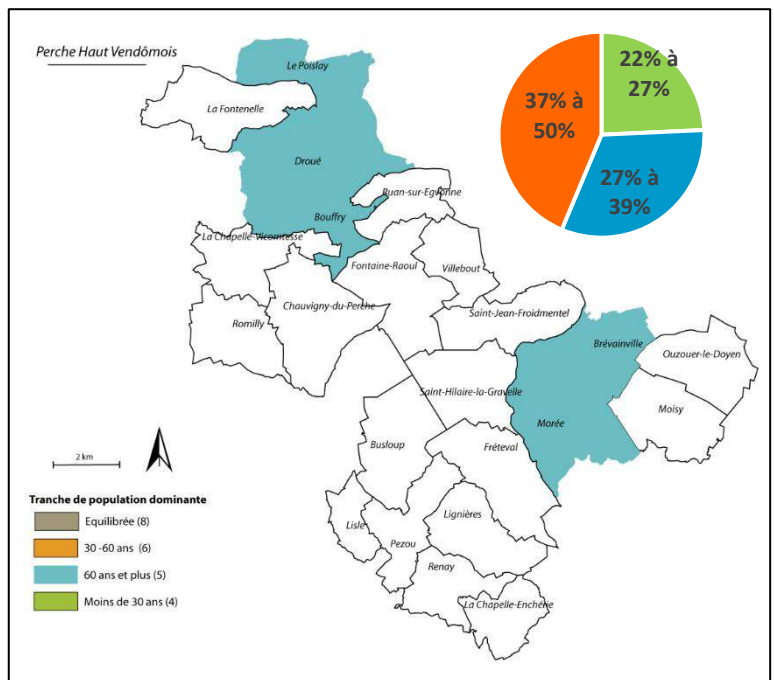 Perche Haut Vendômois
22% à
27%
37% à
50%
27% à
39%
Le Poislay
La Fontenelle
Droué
Ruan-sur-Egvonne
Bouffry
La Chapelle-Vicomtesse
Fontaine-Raoul
Villebout
Chauvigny-du-Perche
Saint-Jean-Froidmentel
Romilly
Brévainville
Ouzouer-le-Doyen
Saint-Hilaire-la-Gravelle
Moisy
Morée
Busloup
Fréteval
2 km
Tranche de population dominante
Equilibrée (8)
30 -60 ans (6)
60 ans et plus (5)
Moins de 30 ans (4)
Lignières
Lisle
Pezou
Renay
La Chapelle-Enchérie